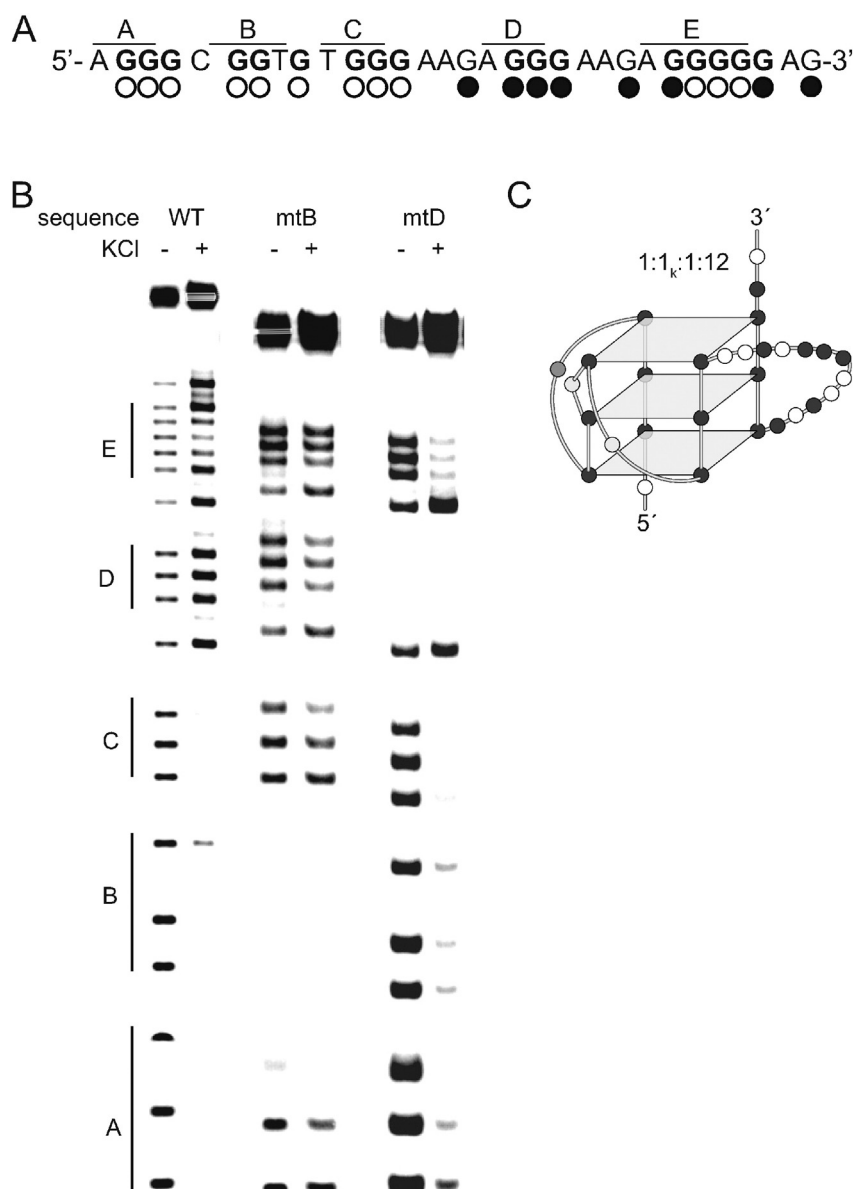 A
A B C D E
5'- A GGG C GGTG T GGG AAGA GGG AAGA GGGGG AG-3'
B
sequence WT mtB mtD
KCl - + - + - +
E
D
C
B
A
C
3´
1:1k:1:12
5´